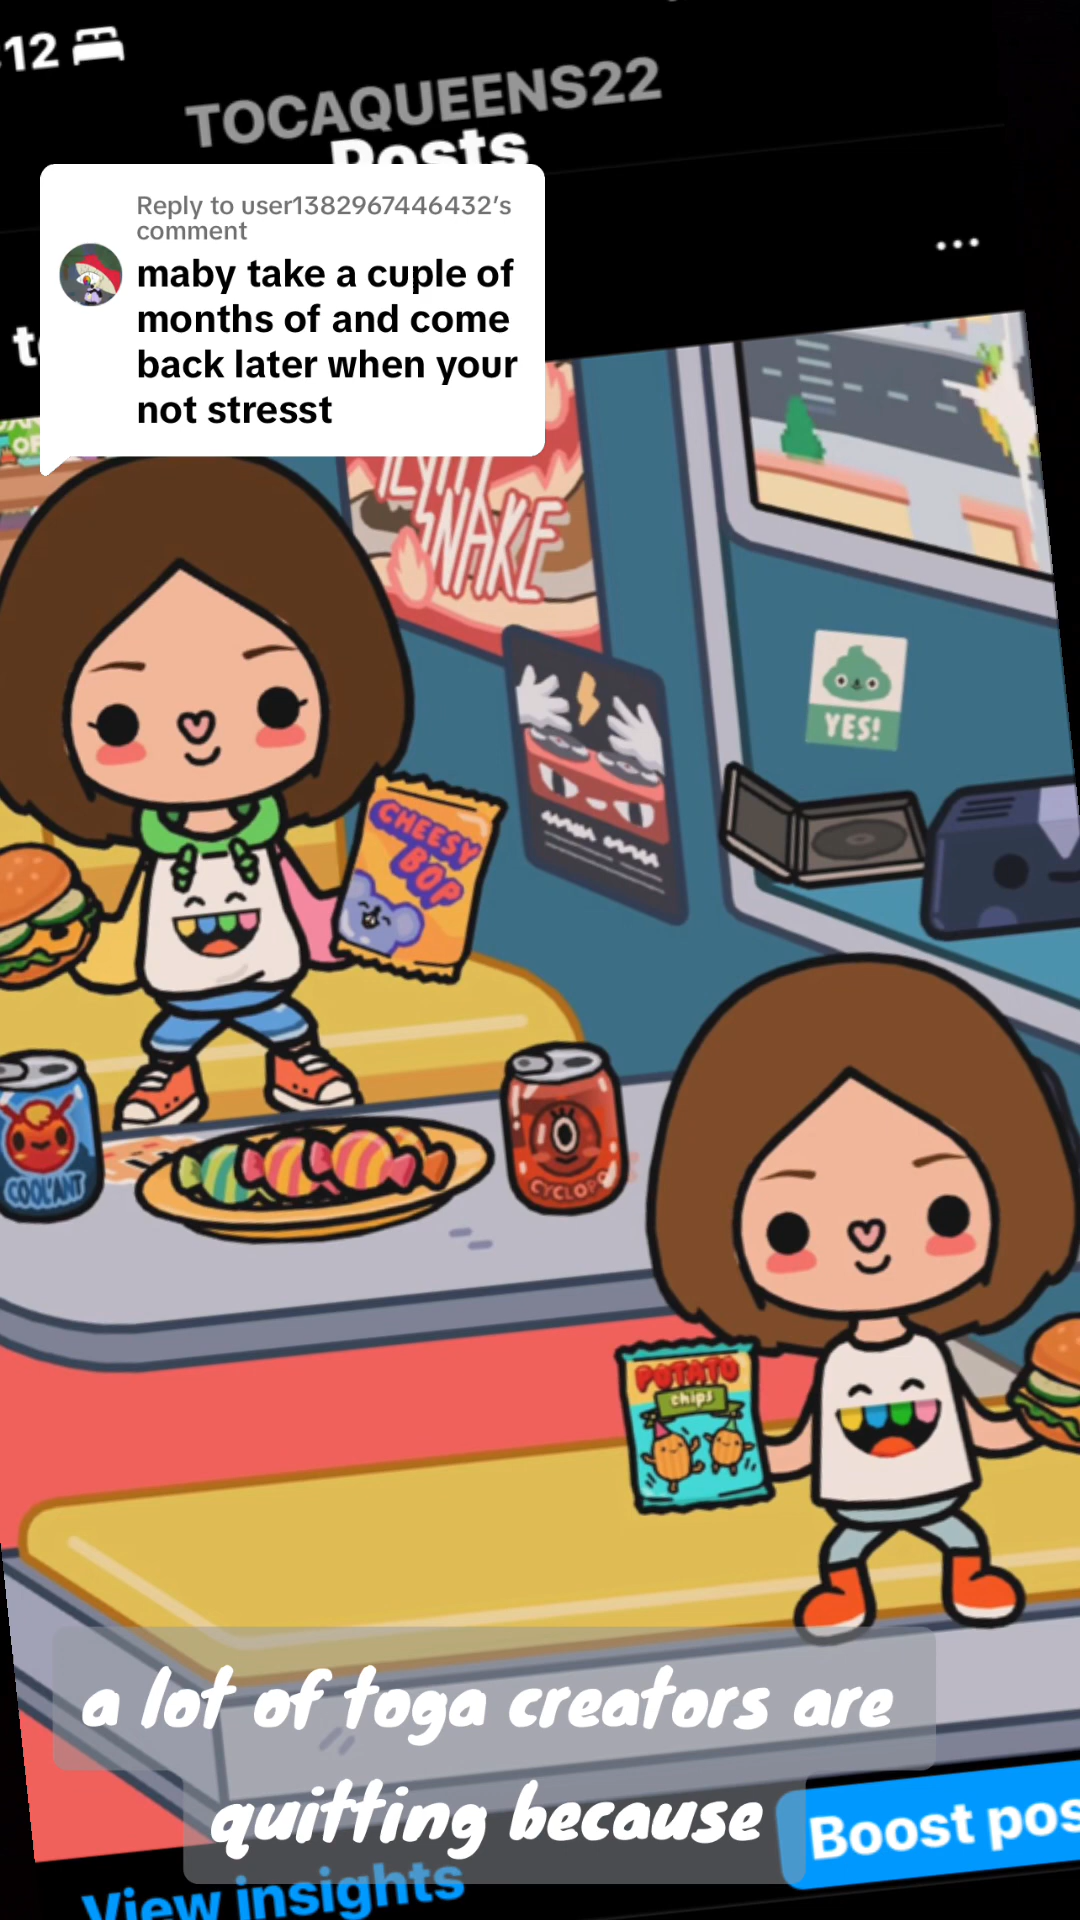 12
TOCAQUEENS22
Posts
Reply to user1382967446432's
comment
maby take a cuple of
months of and come
back later when your
not stresst
SNAKE
YES!
CHEESY
BOP
COOL'ANT
CYCLOPS
POTATO
chips
a lot of toga creators are
quitting because
Boost pos
View insights